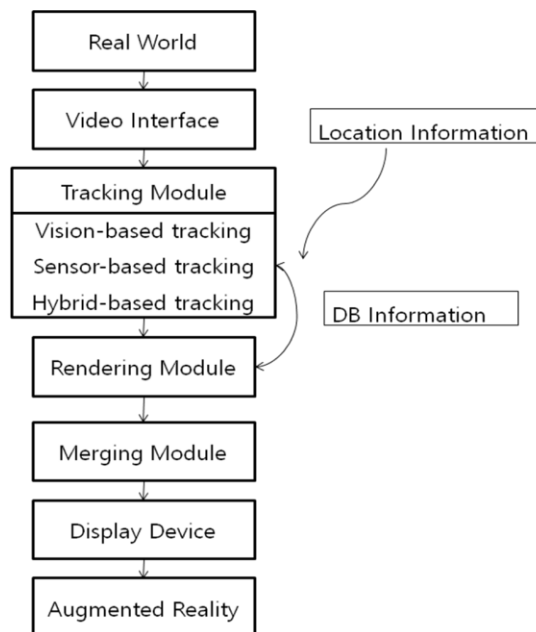 Real World
Video Interface
Location Information
Tracking Module
Vision-based tracking
Sensor-based tracking
Hybrid-based tracking
DB Information
Rendering Module
Merging Module
Display Device
Augmented Reality